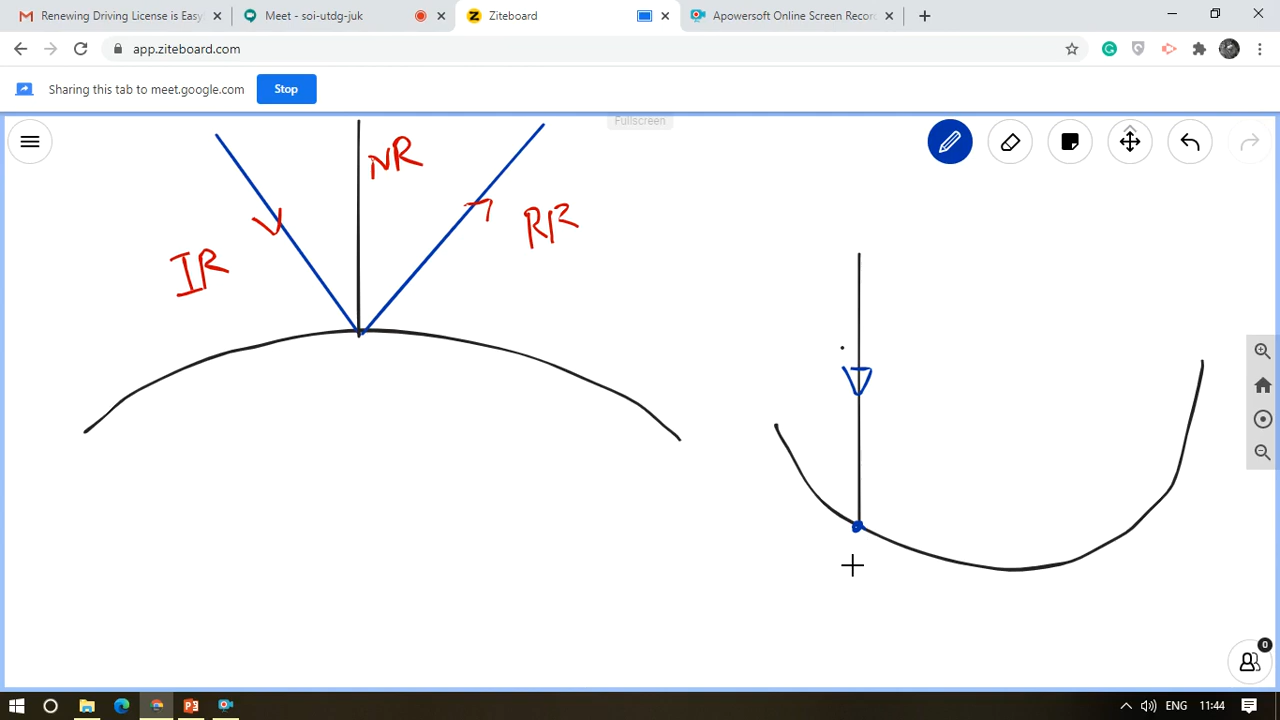 Renewing Driving License is Easy
Meet - soi-utdg-juk
Ziteboard
Apowersoft Online Screen Record
app.ziteboard.com
Sharing this tab to meet.google.com
Stop
Fullscreen
NR
RR
IR
0
ENG
11:44